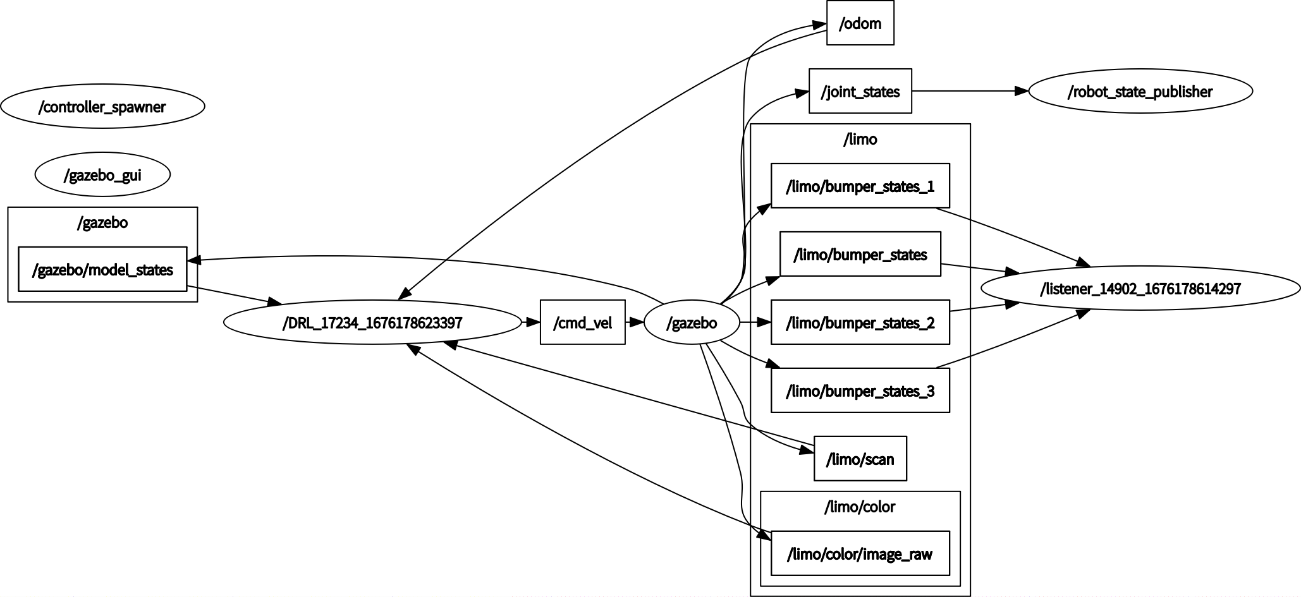 /odom
/joint_states
/robot_state_publisher
/controller_spawner
/limo
/gazebo_gui
/limo/bumper_states_1
/gazebo
/limo/bumper_states
/gazebo/model_states
/listener_14902_1676178614297
/DRL_17234_1676178623397
/cmd_vel
/gazebo
/limo/bumper_states_2
/limo/bumper_states_3
/limo/scan
/limo/color
/limo/color/image_raw